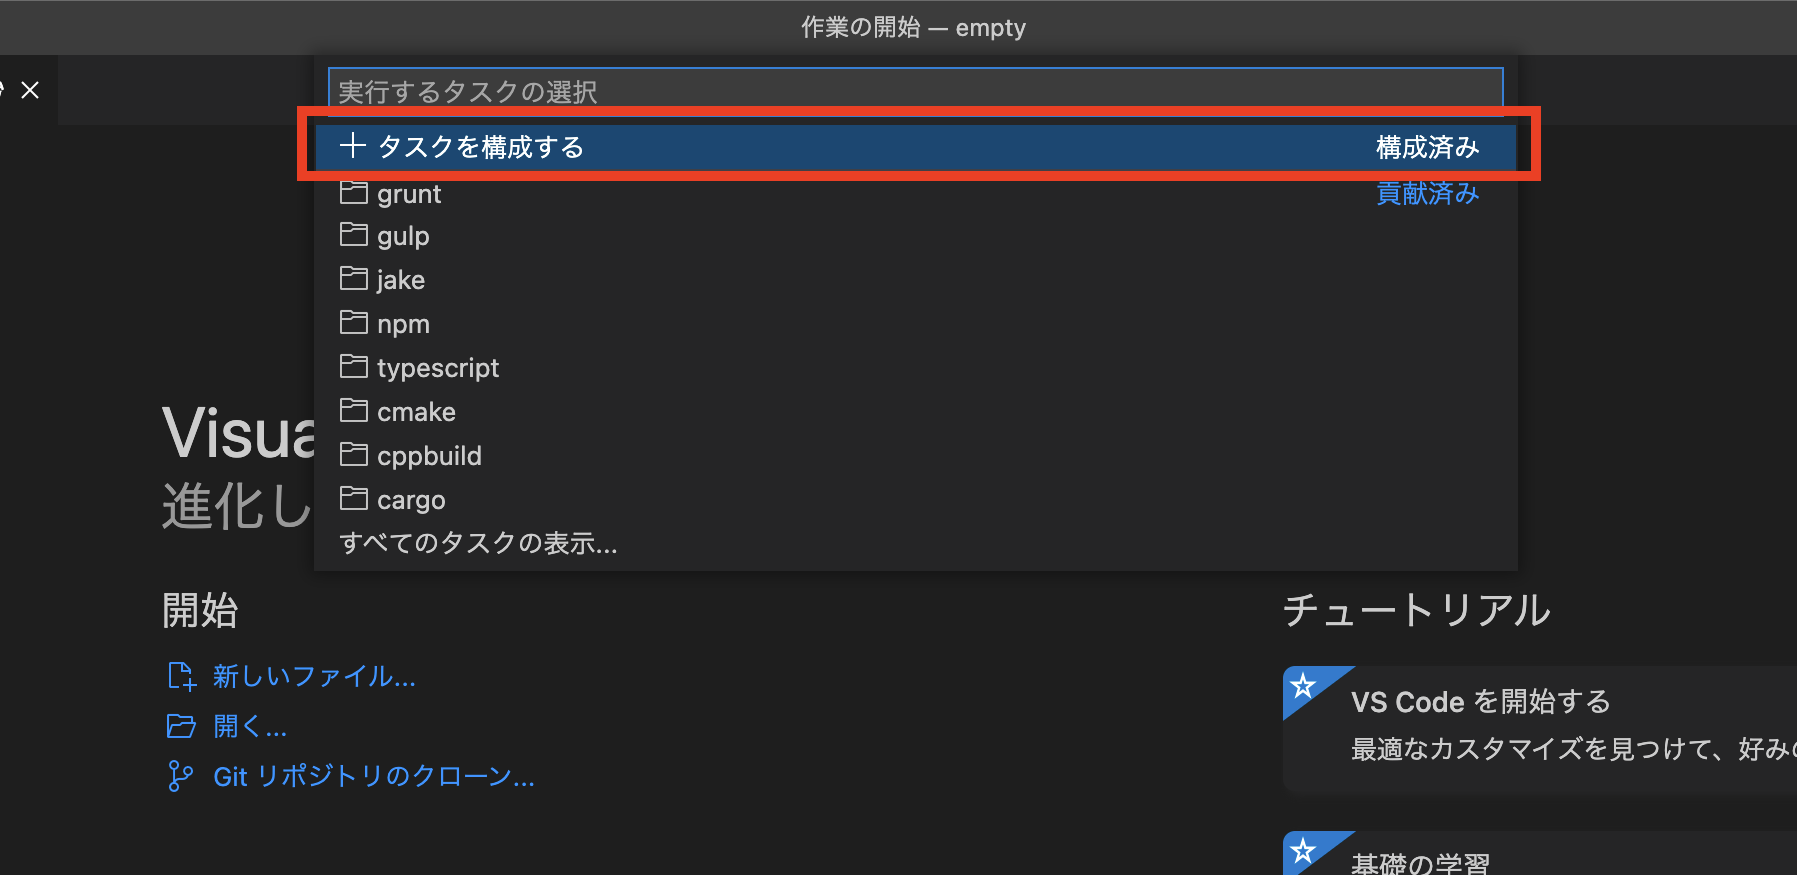 作業の開始 — empty
実行するタスクの選択
タスクを構成する 構成済み
grunt 貢献済み
gulp
jake
npm
typescript
cmake
cppbuild
cargo
すべてのタスクの表示...
Visua
進化し
開始
新しいファイル...
開く...
Git リポジトリのクローン...
チュートリアル
VS Code を開始する
最適なカスタマイズを見つけて、好みの
基礎の学習